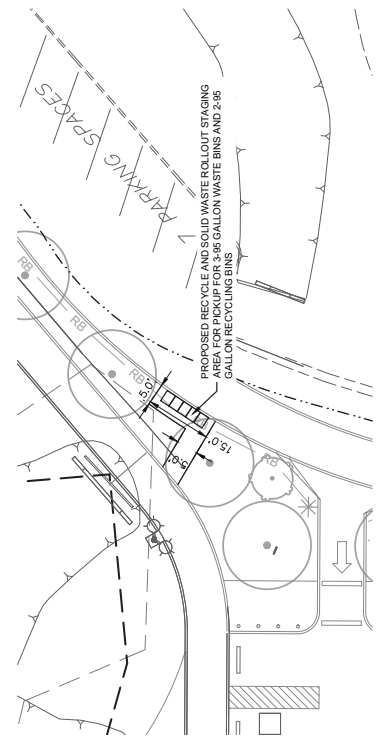 PARKING SPACES
RB
RB
RB
PROPOSED RECYCLE AND SOLID WASTE ROLLOUT STAGING
AREA FOR PICKUP FOR 3-95 GALLON WASTE BINS AND 2-95
GALLON RECYCLING BINS
5.0'
15.0'
5.0'
RB